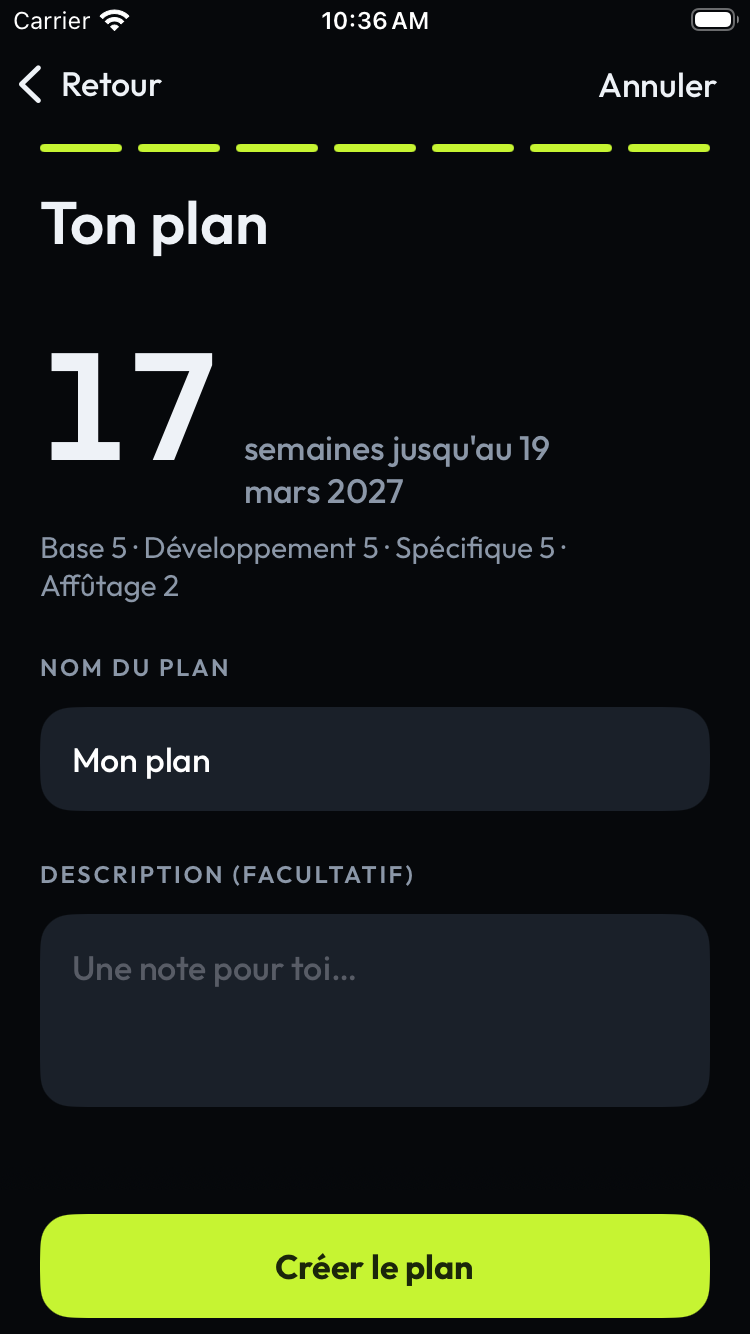 Carrier 10:36 AM
Retour Annuler
Ton plan
17 semaines jusqu'au 19
mars 2027
Base 5 · Développement 5 · Spécifique 5 ·
Affûtage 2
NOM DU PLAN
Mon plan
DESCRIPTION (FACULTATIF)
Une note pour toi...
Créer le plan